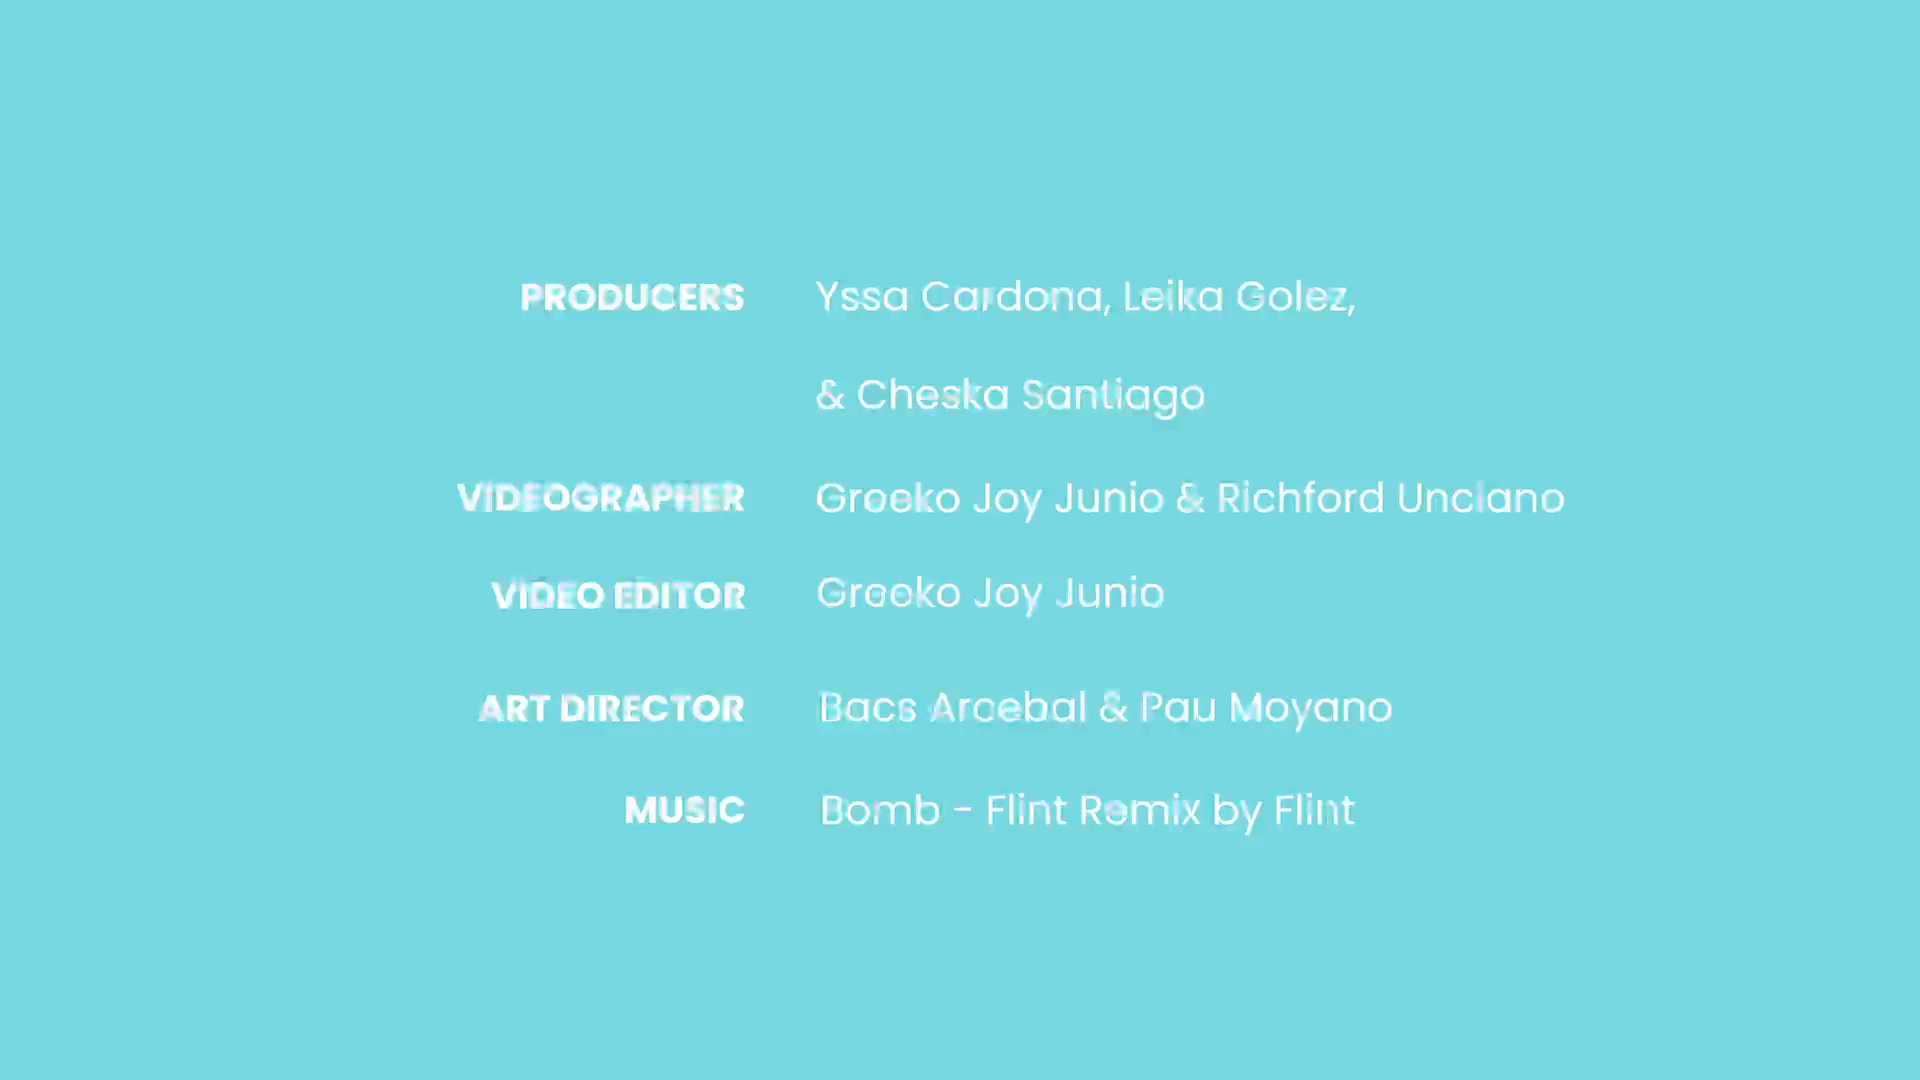 PRODUCERS Yssa Cardona, Leika Golez,
& Cheska Santiago
VIDEOGRAPHER Greeko Joy Junio & Richford Unciano
VIDEO EDITOR Greeko Joy Junio
ART DIRECTOR Bacs Arcebal & Pau Moyano
MUSIC Bomb - Flint Remix by Flint